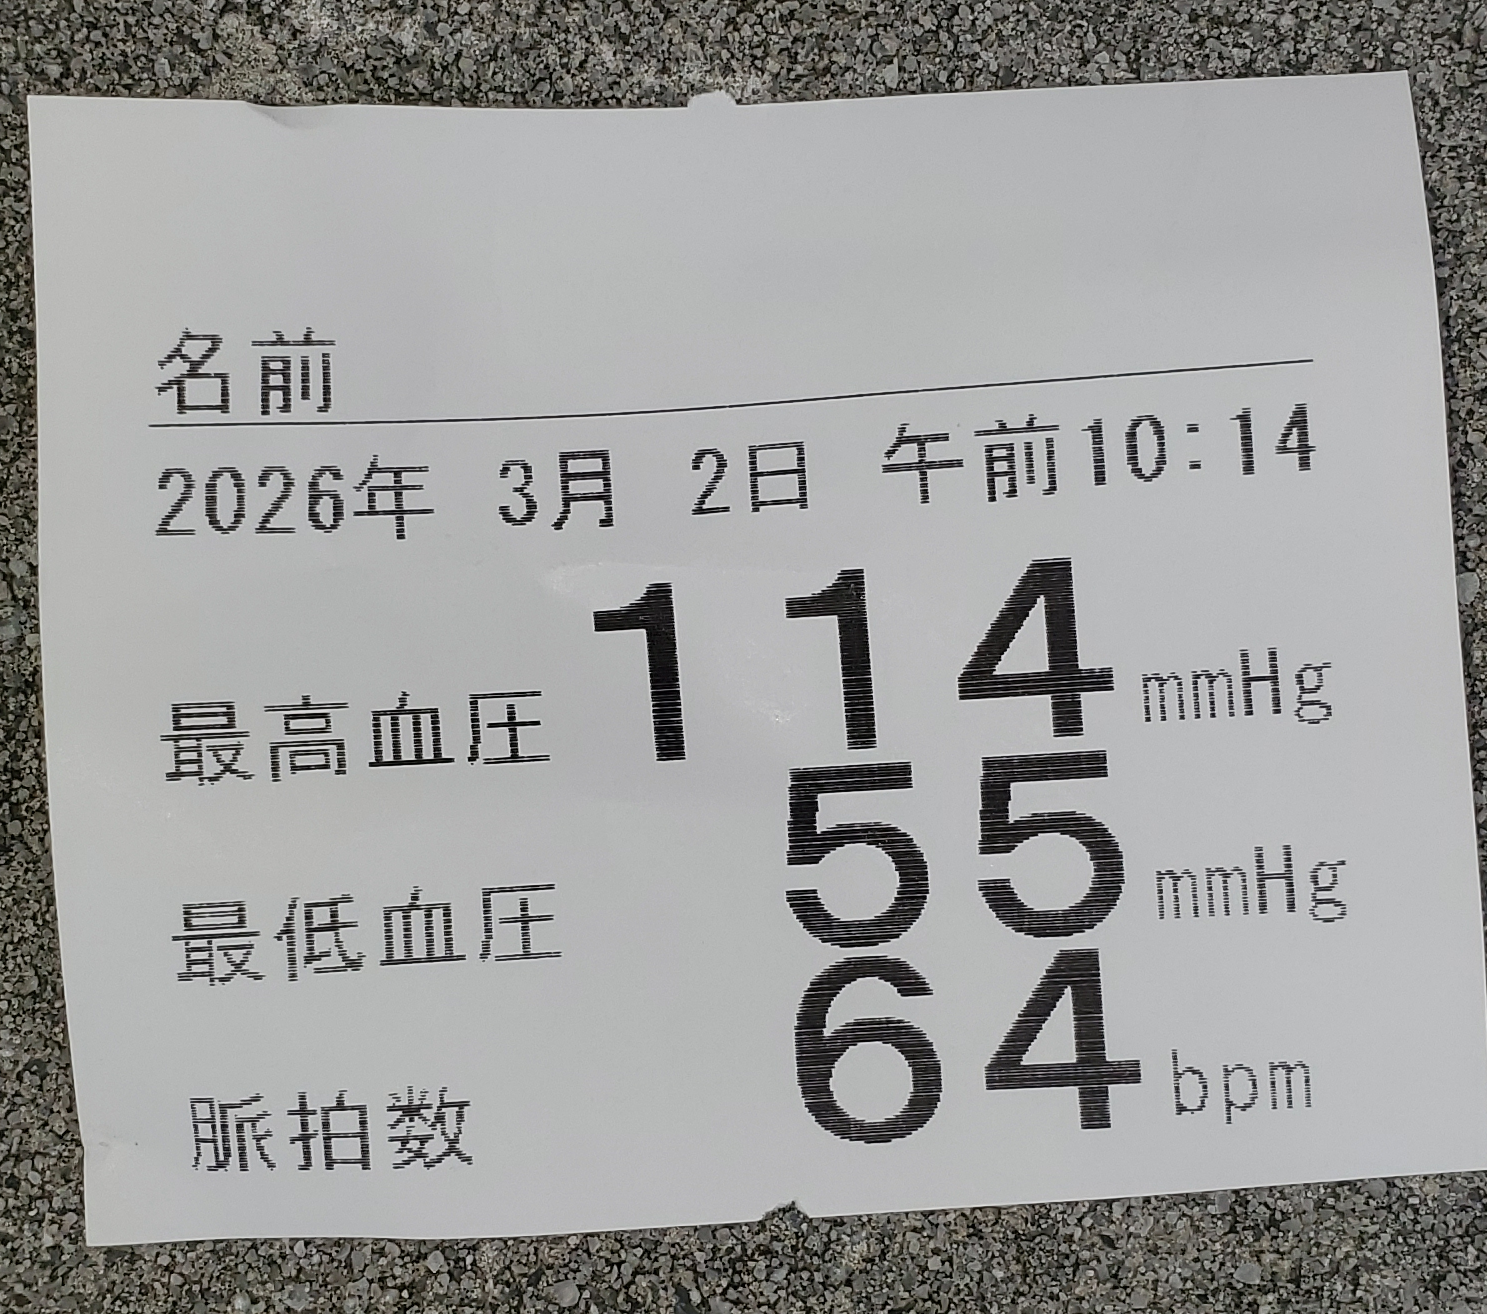 名前
2026年 3月 2日 午前10:14
最高血圧 114 mmHg
最低血圧 55 mmHg
脈拍数 64 bpm